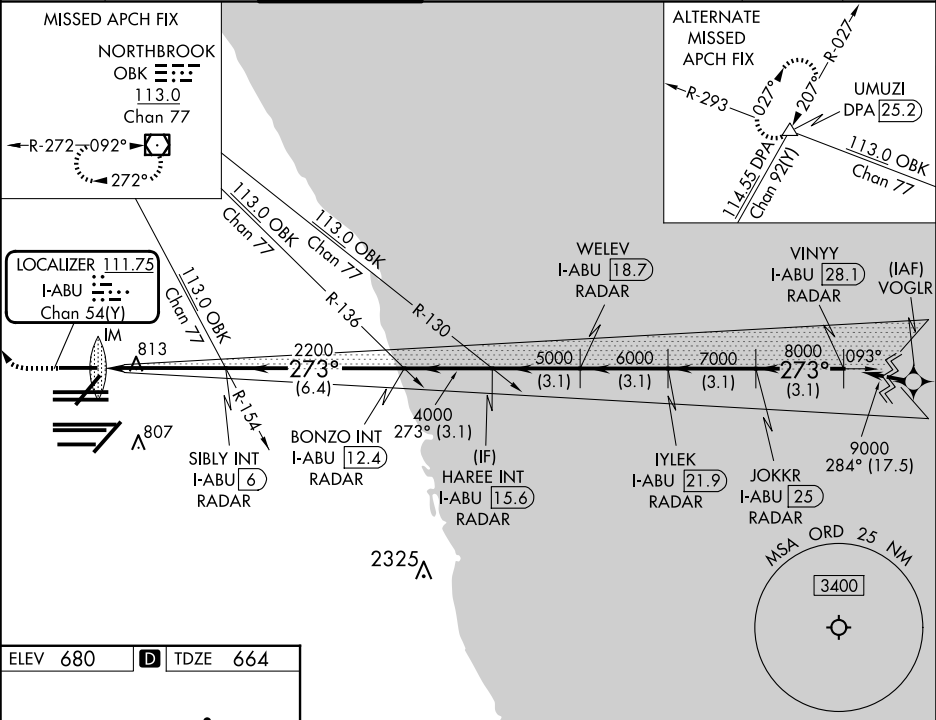 MISSED APCH FIX
NORTHBROOK
OBK
113.0
Chan 77
R-272
092°
272°
ALTERNATE
MISSED
APCH FIX
R-027
R-293
027°
207°
UMUZI
DPA 25.2
113.0 OBK
Chan 77
114.55 DPA
Chan 92(Y)
LOCALIZER 111.75
I-ABU
Chan 54(Y)
IM
813
807
113.0 OBK
Chan 77
R-154
113.0 OBK
Chan 77
R-136
113.0 OBK
Chan 77
R-130
WELEV
I-ABU 18.7
RADAR
VINYY
I-ABU 28.1
RADAR
(IAF)
VOGLR
2200
273°
(6.4)
4000
273° (3.1)
5000
(3.1)
6000
(3.1)
7000
(3.1)
8000
273°
(3.1)
093°
9000
284° (17.5)
SIBLY INT
I-ABU 6
RADAR
BONZO INT
I-ABU 12.4
RADAR
(IF)
HAREE INT
I-ABU 15.6
RADAR
IYLEK
I-ABU 21.9
RADAR
JOKKR
I-ABU 25
RADAR
2325
MSA ORD 25 NM
3400
ELEV 680 D TDZE 664